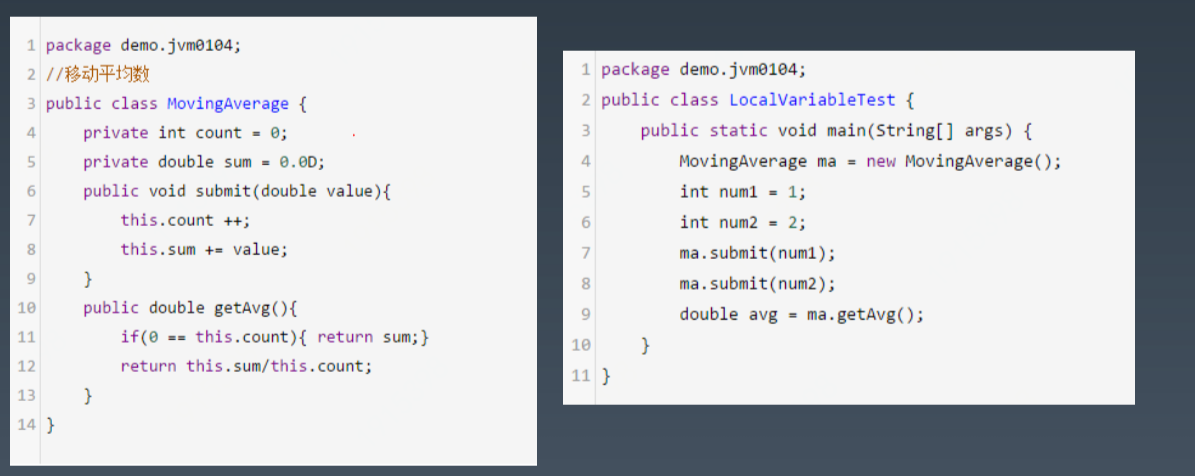 1 package demo.jvm0104;
2 //移动平均数
3 public class MovingAverage {
4     private int count = 0;
5     private double sum = 0.0D;
6     public void submit(double value){
7         this.count ++;
8         this.sum += value;
9     }
10     public double getAvg(){
11         if(0 == this.count){ return sum;}
12         return this.sum/this.count;
13     }
14 }
1 package demo.jvm0104;
2 public class LocalVariableTest {
3     public static void main(String[] args) {
4         MovingAverage ma = new MovingAverage();
5         int num1 = 1;
6         int num2 = 2;
7         ma.submit(num1);
8         ma.submit(num2);
9         double avg = ma.getAvg();
10     }
11 }